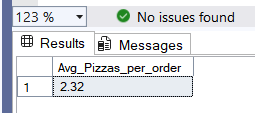 123 % No issues found
Results Messages
Avg_Pizzas_per_order
1 2.32